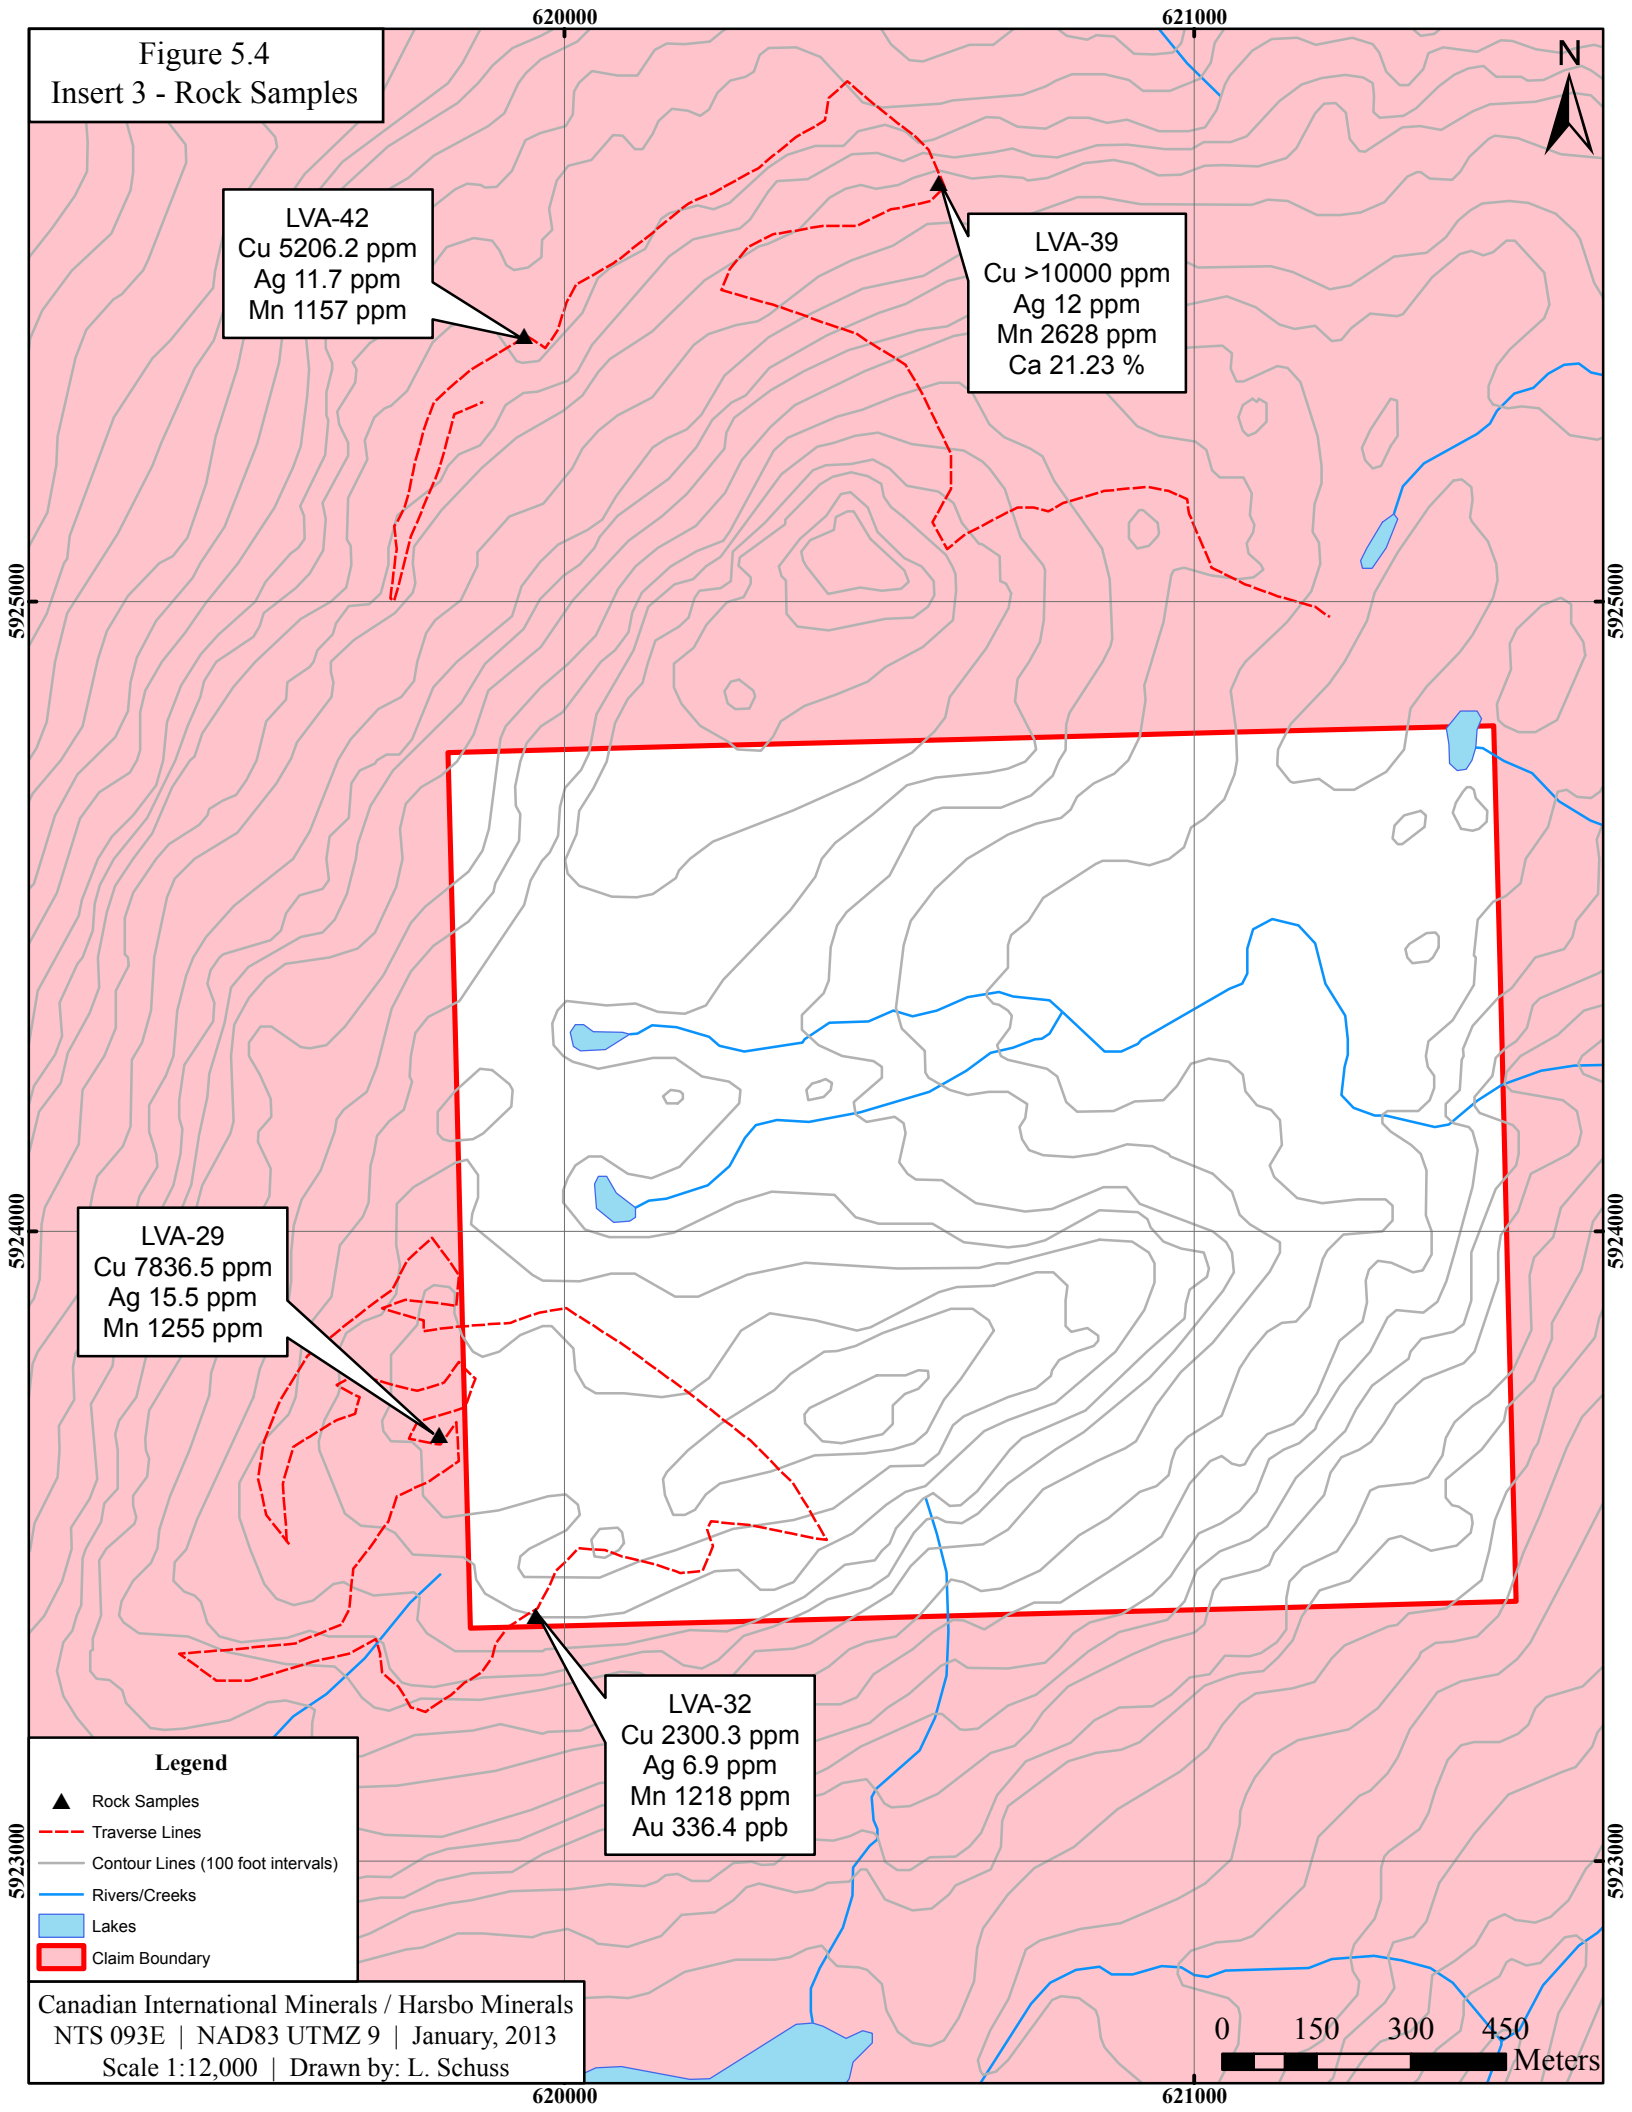 620000
621000
Figure 5.4
Insert 3 - Rock Samples
N
LVA-42
Cu 5206.2 ppm
Ag 11.7 ppm
Mn 1157 ppm
LVA-39
Cu >10000 ppm
Ag 12 ppm
Mn 2628 ppm
Ca 21.23 %
5925000
5925000
5924000
5924000
LVA-29
Cu 7836.5 ppm
Ag 15.5 ppm
Mn 1255 ppm
LVA-32
Cu 2300.3 ppm
Ag 6.9 ppm
Mn 1218 ppm
Au 336.4 ppb
5923000
5923000
Legend
Rock Samples
Traverse Lines
Contour Lines (100 foot intervals)
Rivers/Creeks
Lakes
Claim Boundary
Canadian International Minerals / Harsbo Minerals
NTS 093E | NAD83 UTMZ 9 | January, 2013
Scale 1:12,000 | Drawn by: L. Schuss
0 150 300 450
Meters
620000
621000